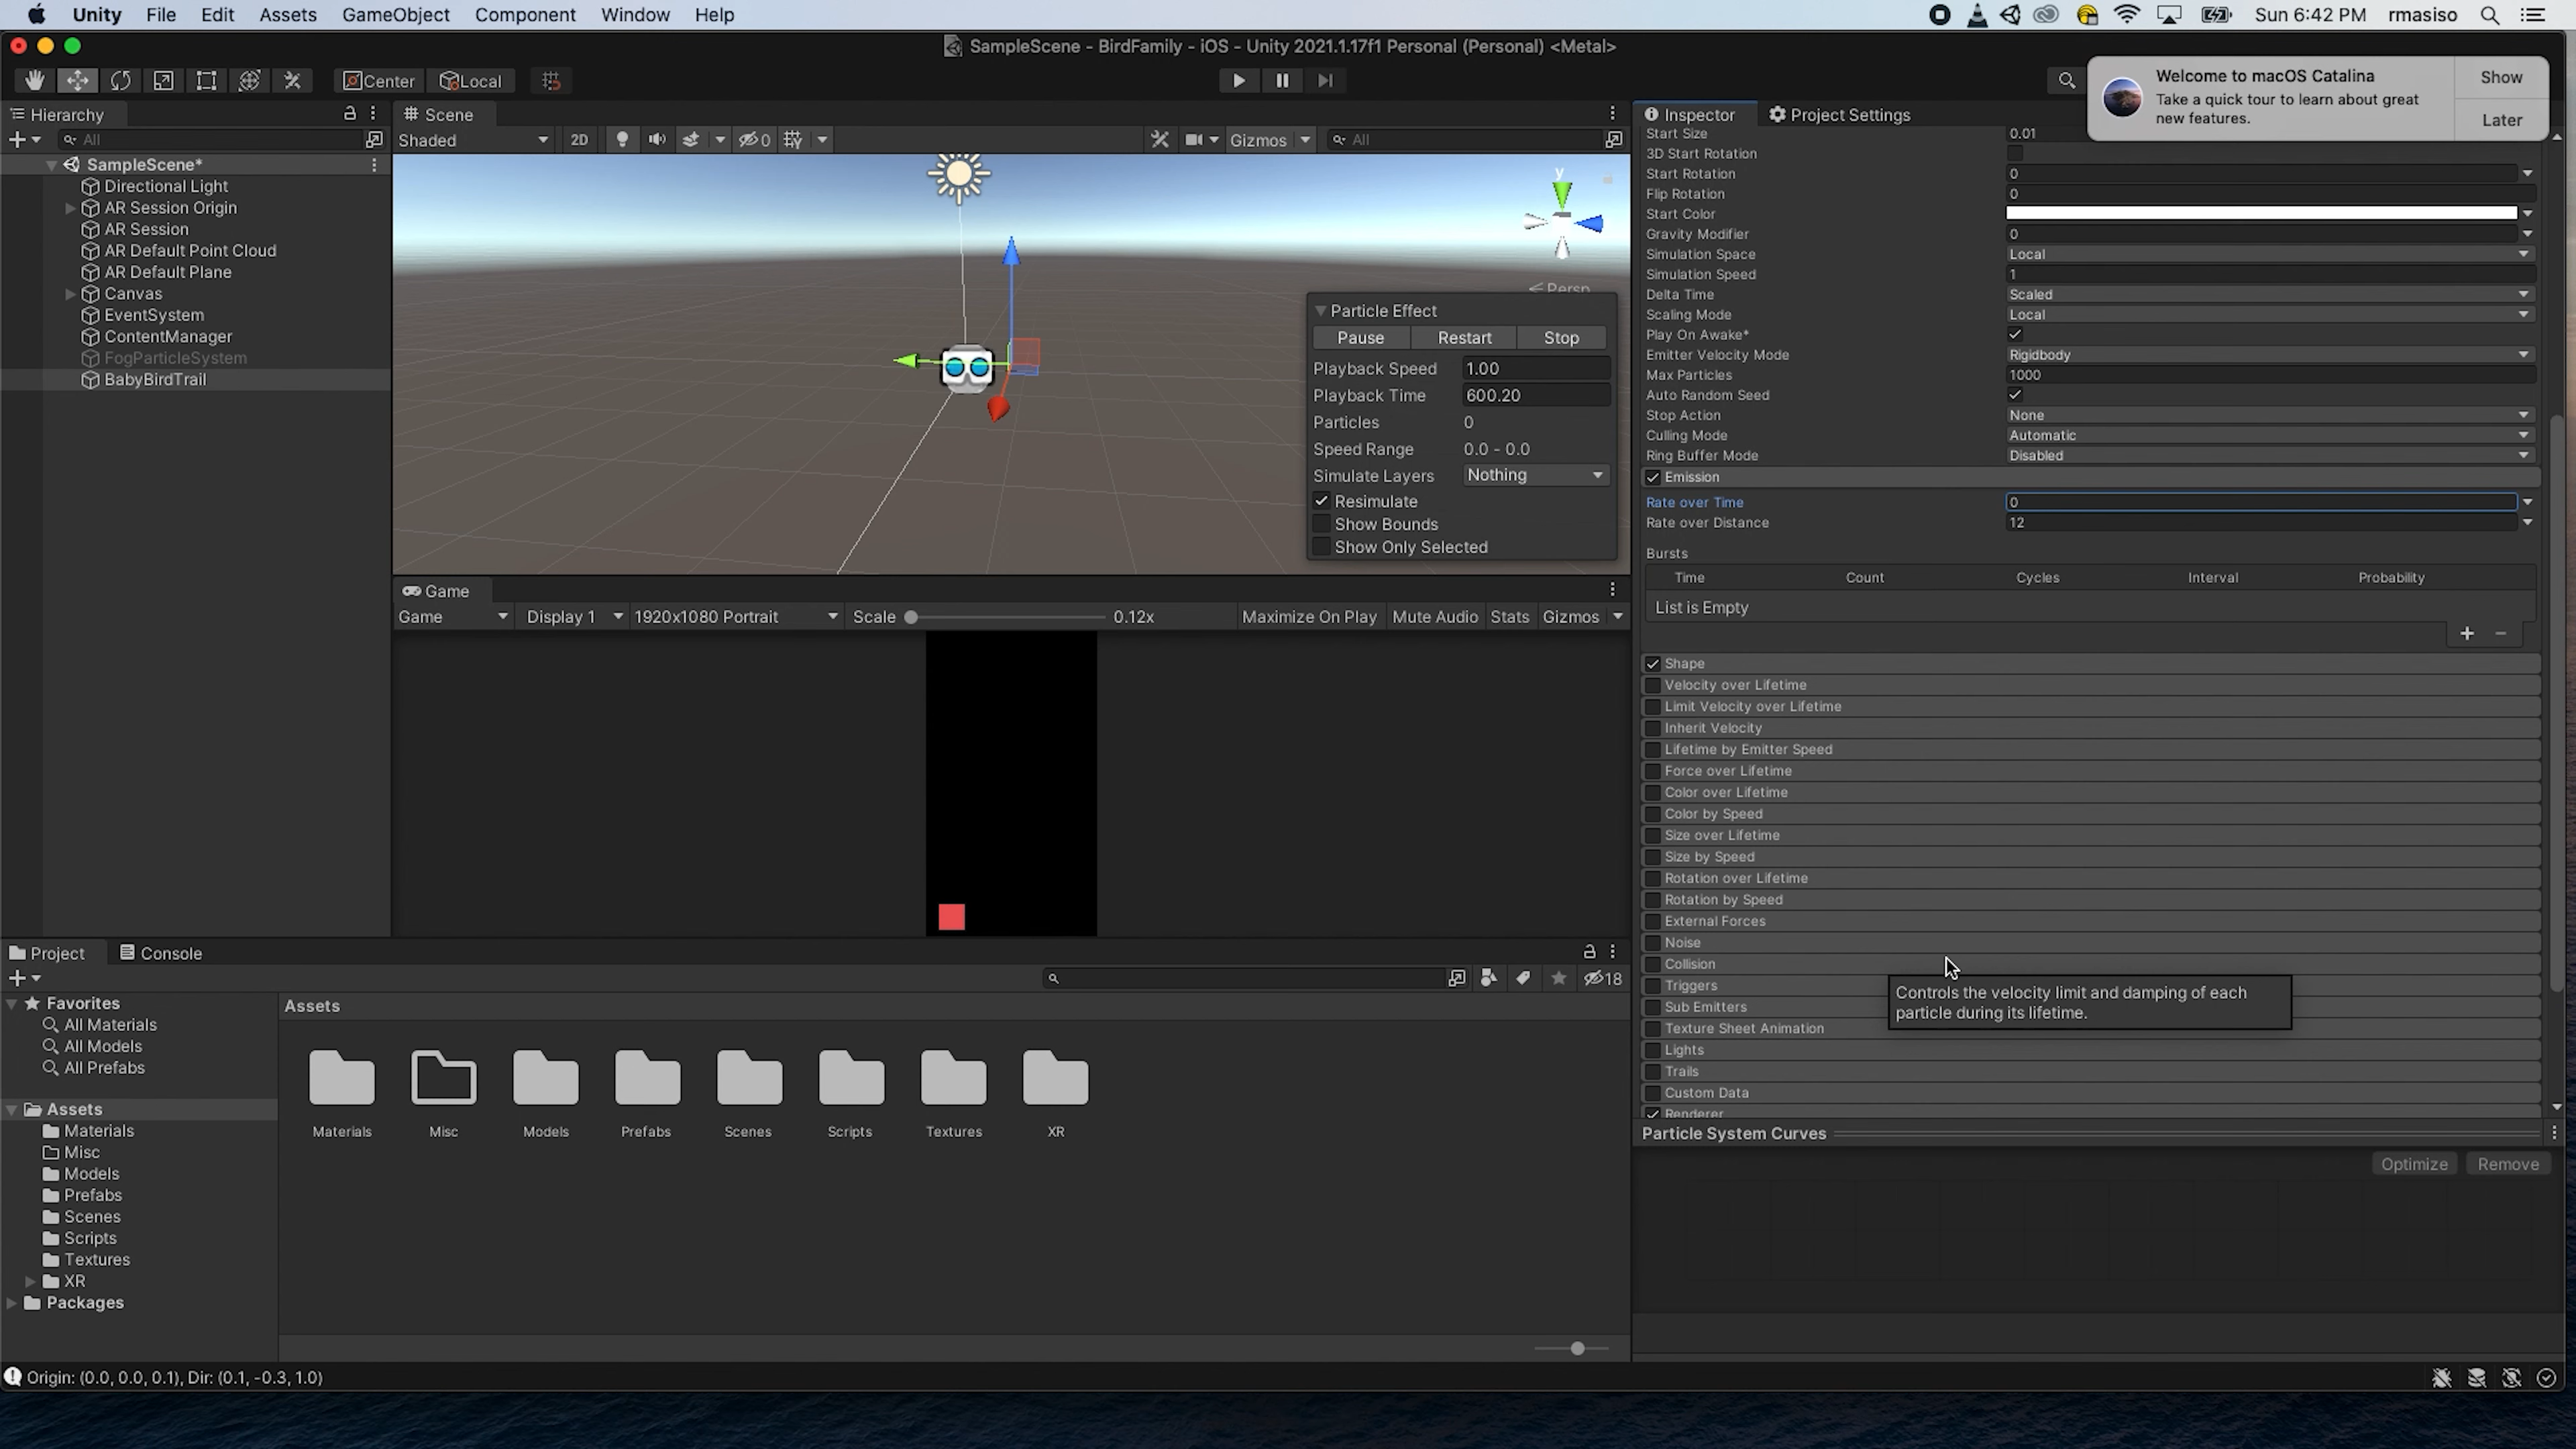 Unity File Edit Assets GameObject Component Window Help Sun 6:42 PM rmasiso
SampleScene - BirdFamily - iOS - Unity 2021.1.17f1 Personal (Personal) <Metal>
Center Local
Welcome to macOS Catalina
Take a quick tour to learn about great
new features.
Show
Later
Hierarchy
All
SampleScene*
Directional Light
AR Session Origin
AR Session
AR Default Point Cloud
AR Default Plane
Canvas
EventSystem
ContentManager
FogParticleSystem
BabyBirdTrail
Scene
Shaded 2D 0 Gizmos All
y
Persp
Particle Effect
Pause Restart Stop
Playback Speed 1.00
Playback Time 600.20
Particles 0
Speed Range 0.0 - 0.0
Simulate Layers Nothing
Resimulate
Show Bounds
Show Only Selected
Game
Game Display 1 1920x1080 Portrait Scale 0.12x Maximize On Play Mute Audio Stats Gizmos
Inspector Project Settings
Start Size 0.01
3D Start Rotation
Start Rotation 0
Flip Rotation 0
Start Color
Gravity Modifier 0
Simulation Space Local
Simulation Speed 1
Delta Time Scaled
Scaling Mode Local
Play On Awake*
Emitter Velocity Mode Rigidbody
Max Particles 1000
Auto Random Seed
Stop Action None
Culling Mode Automatic
Ring Buffer Mode Disabled
Emission
Rate over Time 0
Rate over Distance 12
Bursts
Time Count Cycles Interval Probability
List is Empty
+ −
Shape
Velocity over Lifetime
Limit Velocity over Lifetime
Inherit Velocity
Lifetime by Emitter Speed
Force over Lifetime
Color over Lifetime
Color by Speed
Size over Lifetime
Size by Speed
Rotation over Lifetime
Rotation by Speed
External Forces
Noise
Collision
Triggers
Sub Emitters
Texture Sheet Animation
Lights
Trails
Custom Data
Renderer
Controls the velocity limit and damping of each
particle during its lifetime.
Particle System Curves
Optimize Remove
Project Console
18
Favorites
All Materials
All Models
All Prefabs
Assets
Materials
Misc
Models
Prefabs
Scenes
Scripts
Textures
XR
Packages
Assets
Materials Misc Models Prefabs Scenes Scripts Textures XR
Origin: (0.0, 0.0, 0.1), Dir: (0.1, -0.3, 1.0)